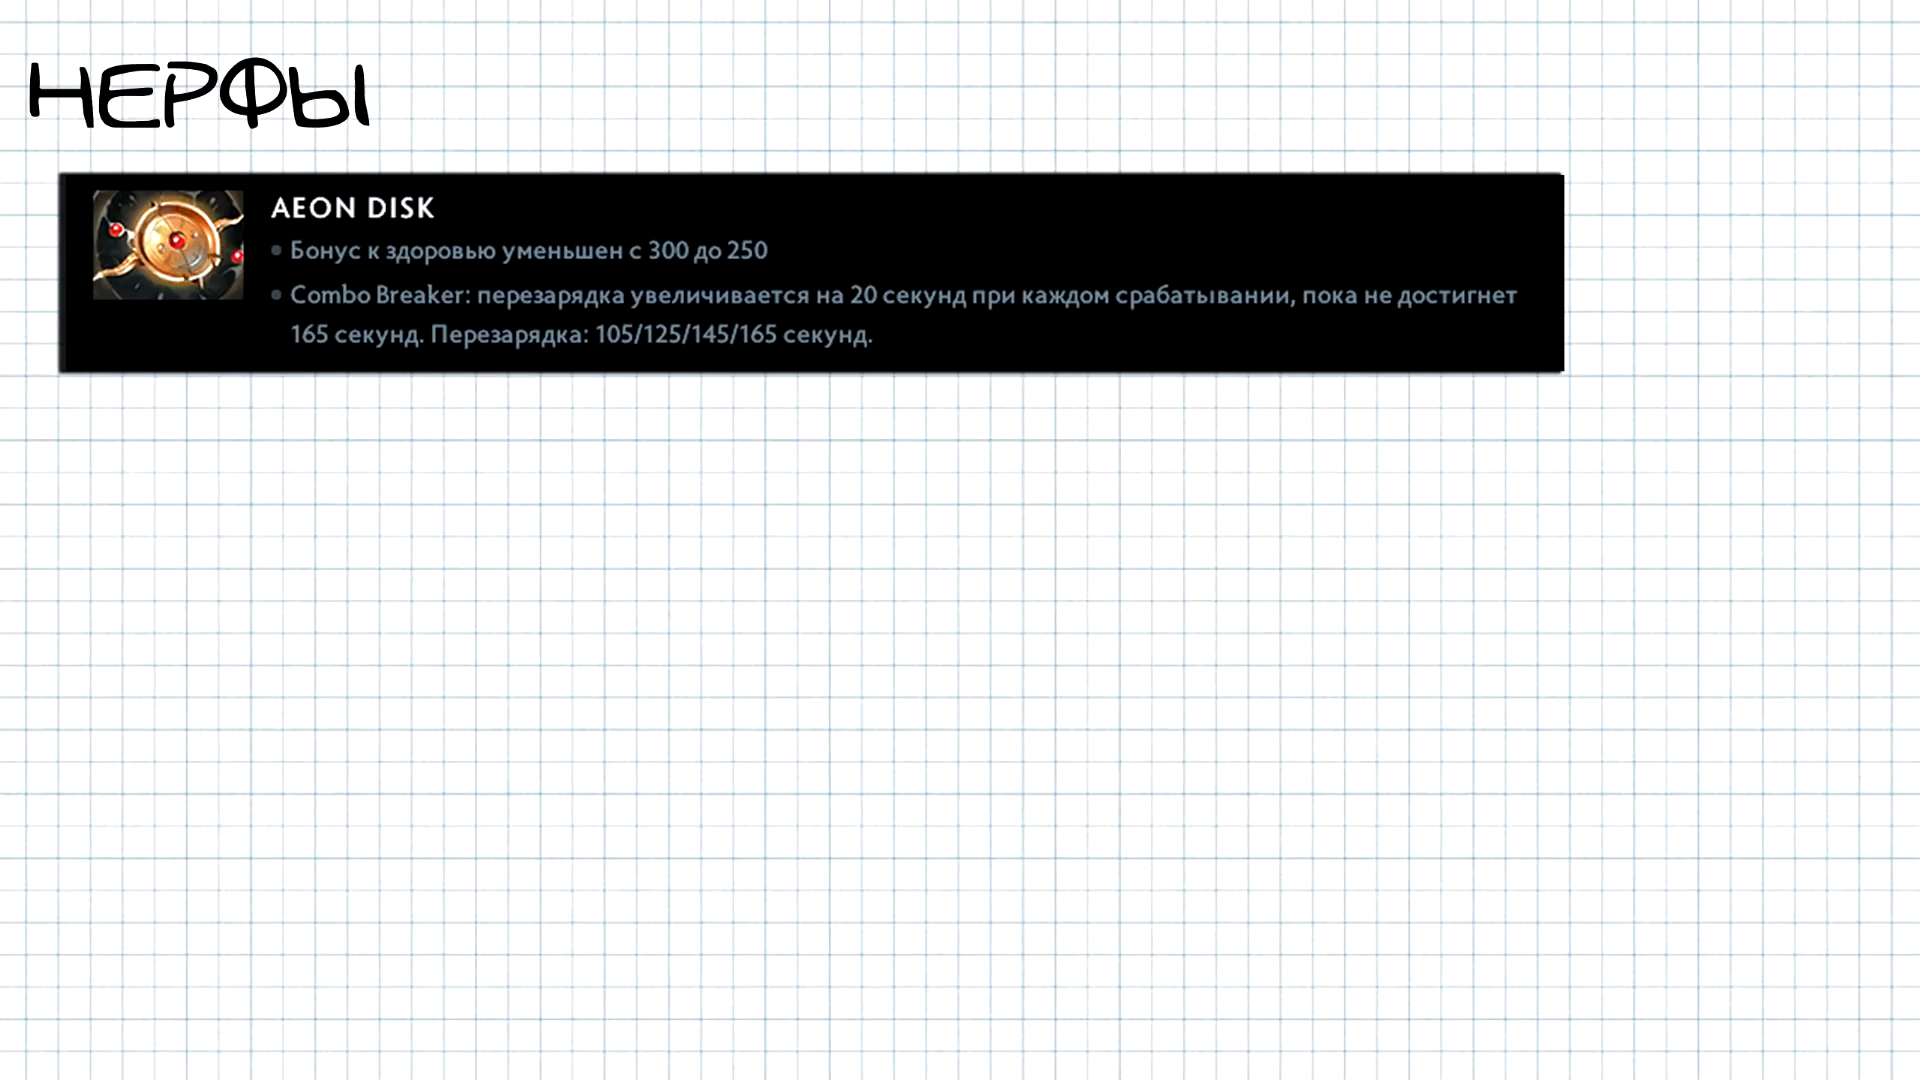 НЕРФЫ
AEON DISK
Бонус к здоровью уменьшен с 300 до 250
Combo Breaker: перезарядка увеличивается на 20 секунд при каждом срабатывании, пока не достигнет
165 секунд. Перезарядка: 105/125/145/165 секунд.